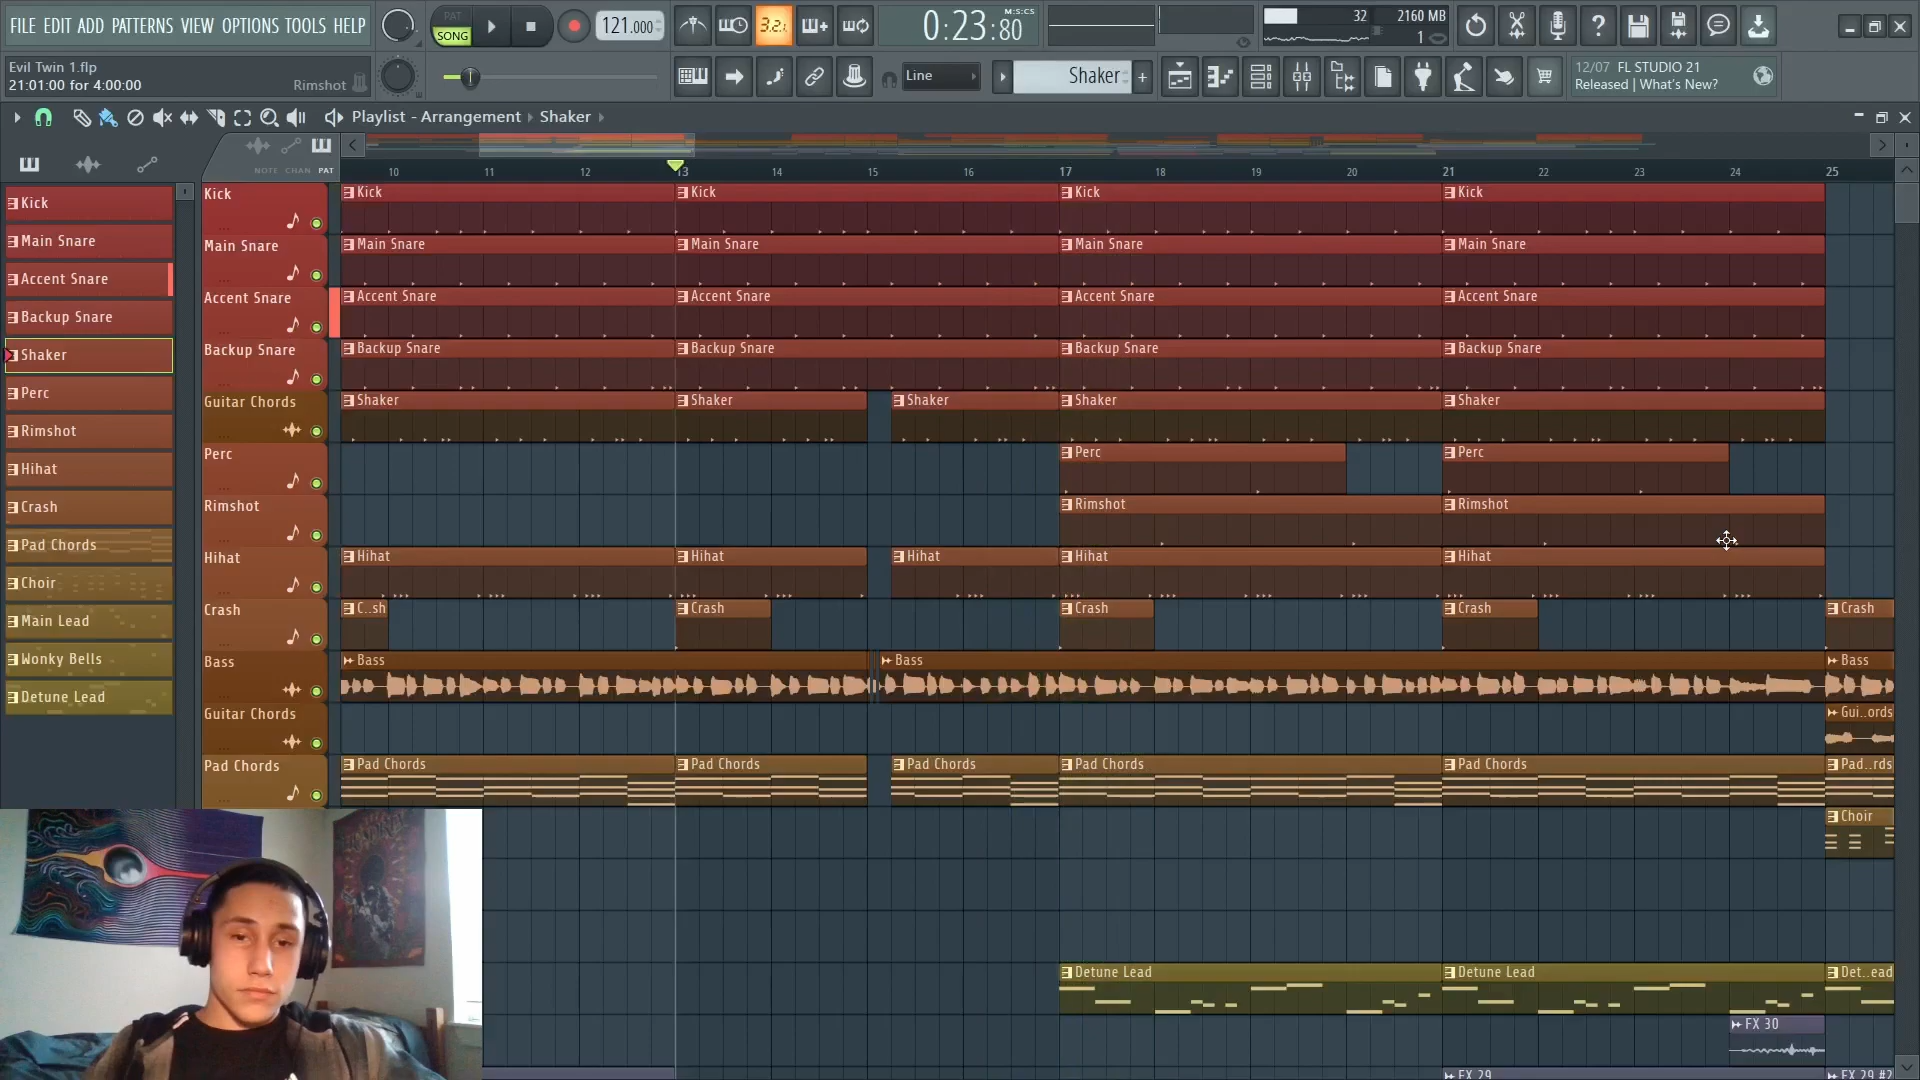 FILE EDIT ADD PATTERNS VIEW OPTIONS TOOLS HELP
PAT
SONG
121.000
3.2.
M:S:CS
0:23:80
32
2160 MB
1
Evil Twin 1.flp
21:01:00 for 4:00:00
Rimshot
Line
Shaker
12/07 FL STUDIO 21
Released | What's New?
Playlist - Arrangement › Shaker ›
NOTE CHAN PAT
10 11 12 13 14 15 16 17 18 19 20 21 22 23 24 25
Kick
Main Snare
Accent Snare
Backup Snare
Shaker
Perc
Rimshot
Hihat
Crash
Pad Chords
Choir
Main Lead
Wonky Bells
Detune Lead
Kick
Kick Kick Kick Kick
Main Snare
Main Snare Main Snare Main Snare Main Snare
Accent Snare
Accent Snare Accent Snare Accent Snare Accent Snare
Backup Snare
Backup Snare Backup Snare Backup Snare Backup Snare
Guitar Chords
Shaker Shaker Shaker Shaker Shaker
Perc
Perc Perc
Rimshot
Rimshot Rimshot
Hihat
Hihat Hihat Hihat Hihat Hihat
Crash
C..sh Crash Crash Crash Crash
Bass
Bass Bass Bass
Guitar Chords
Gui..ords
Pad Chords
Pad Chords Pad Chords Pad Chords Pad Chords Pad Chords Pad..rds
Choir
Detune Lead Detune Lead Det..ead
FX 30
FX 29 FX 29 #2